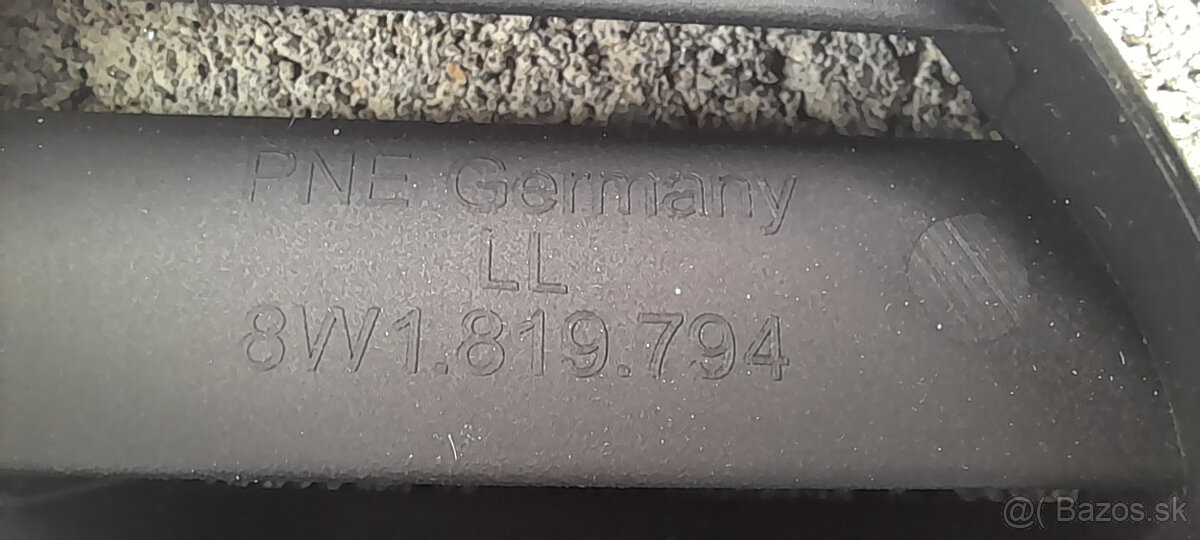 PNE Germany
LL
8W1.819.794
@( Bazos.sk